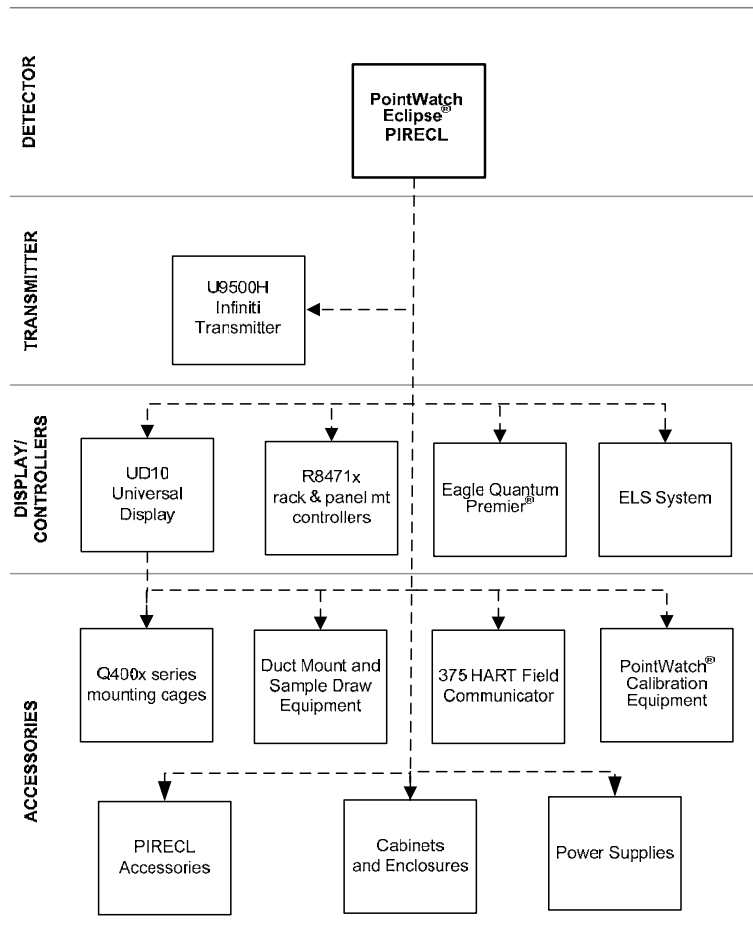 DETECTOR
PointWatch
Eclipse®
PIRECL
TRANSMITTER
U9500H
Infiniti
Transmitter
DISPLAY/
CONTROLLERS
UD10
Universal
Display
R8471x
rack & panel mt
controllers
Eagle Quantum
Premier®
ELS System
ACCESSORIES
Q400x series
mounting cages
Duct Mount and
Sample Draw
Equipment
375 HART Field
Communicator
PointWatch®
Calibration
Equipment
PIRECL
Accessories
Cabinets
and Enclosures
Power Supplies